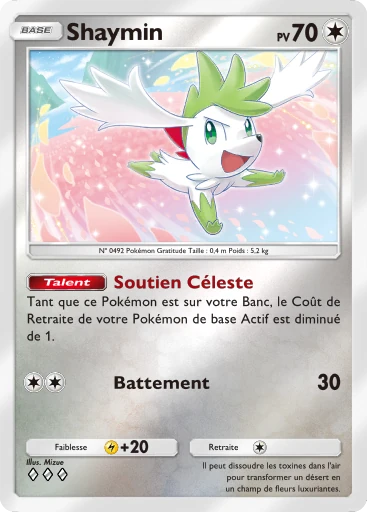 BASE Shaymin PV 70
N° 0492 Pokémon Gratitude Taille : 0,4 m Poids : 5,2 kg
Talent Soutien Céleste
Tant que ce Pokémon est sur votre Banc, le Coût de
Retraite de votre Pokémon de base Actif est diminué
de 1.
Battement 30
Faiblesse +20 Retraite
Illus. Mizue
Il peut dissoudre les toxines dans l'air
pour transformer un désert en
un champ de fleurs luxuriantes.